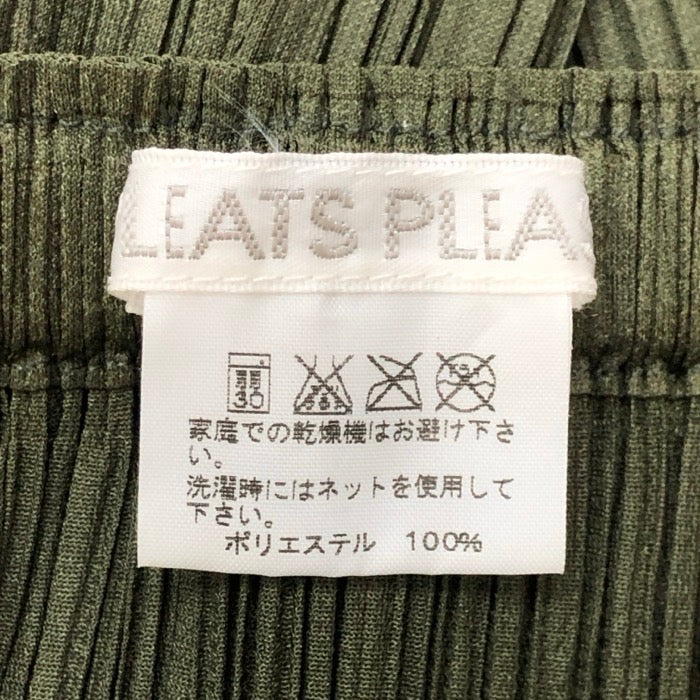 LEATS PLEA
弱
30
家庭での乾燥機はお避け下さ
い。
洗濯時にはネットを使用して
下さい。
ポリエステル 100%